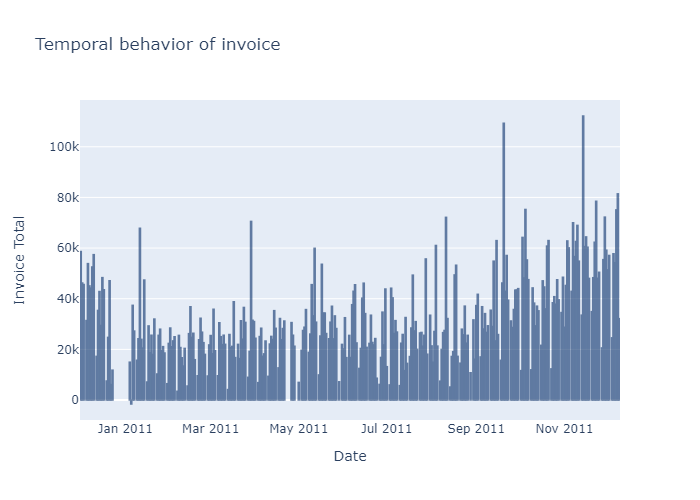 Temporal behavior of invoice
100k
80k
60k
40k
20k
0
Jan 2011
Mar 2011
May 2011
Jul 2011
Sep 2011
Nov 2011
Date
Invoice Total